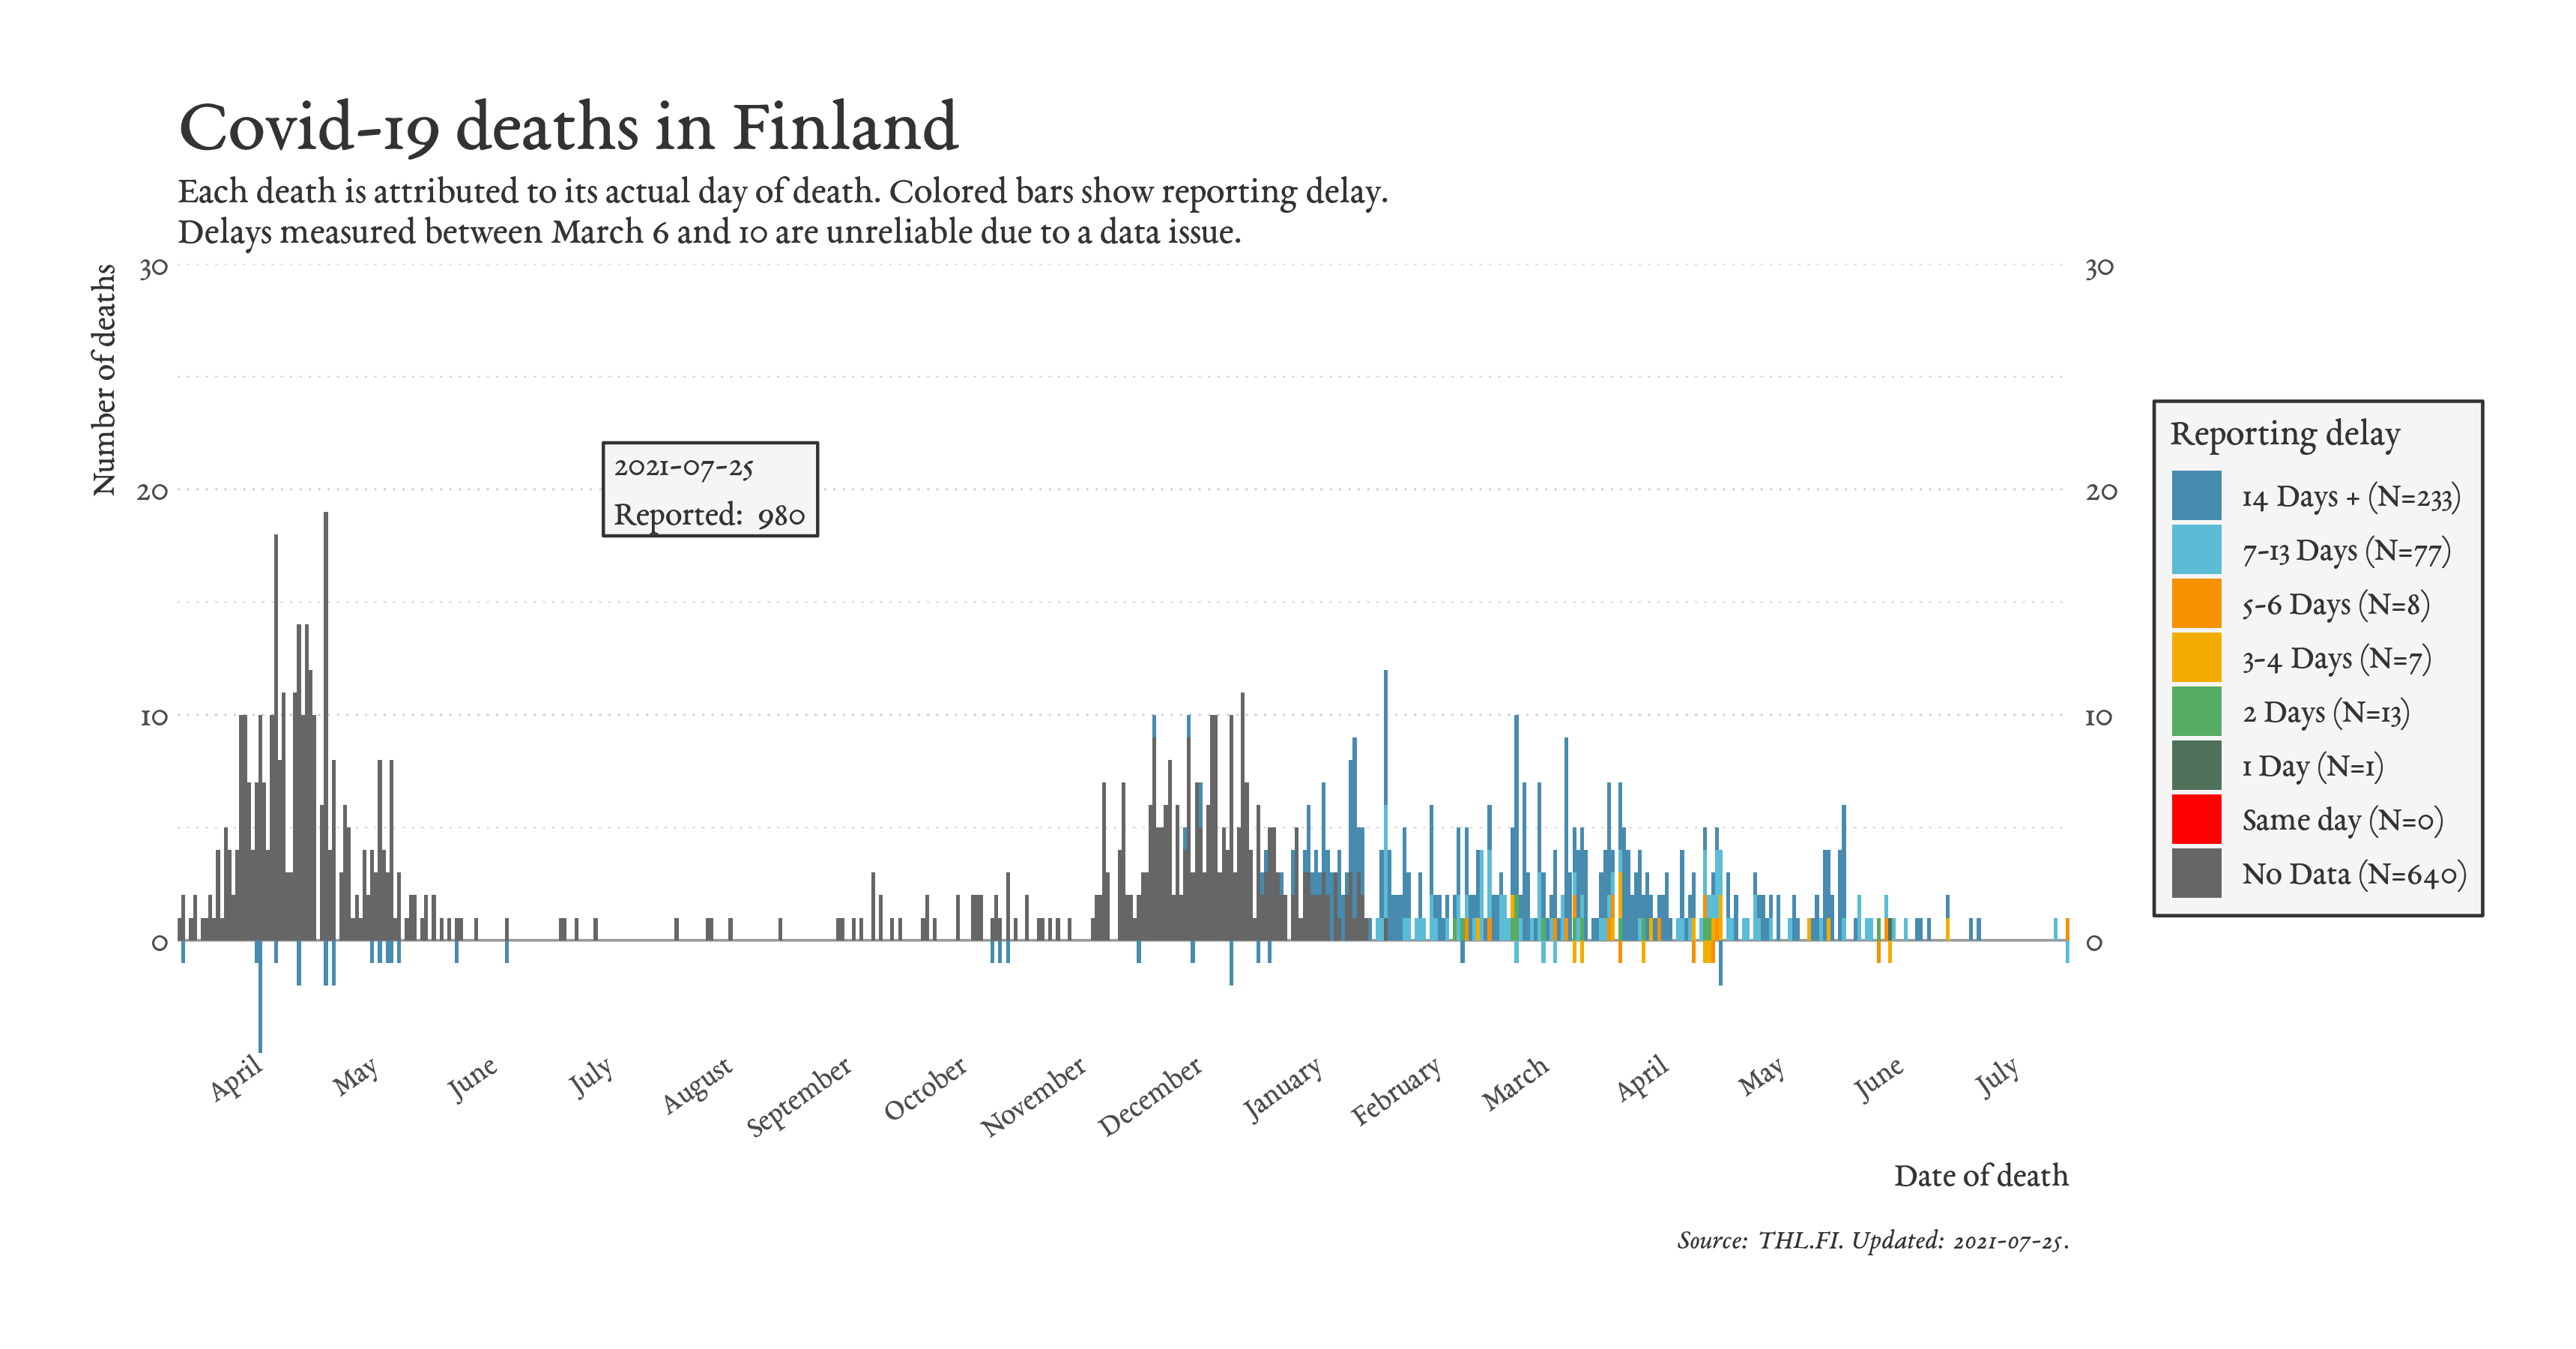 Covid-19 deaths in Finland
Each death is attributed to its actual day of death. Colored bars show reporting delay.
Delays measured between March 6 and 10 are unreliable due to a data issue.
Number of deaths
30
20
10
0
30
20
10
0
2021-07-25
Reported: 980
Reporting delay
14 Days + (N=233)
7-13 Days (N=77)
5-6 Days (N=8)
3-4 Days (N=7)
2 Days (N=13)
1 Day (N=1)
Same day (N=0)
No Data (N=640)
April
May
June
July
August
September
October
November
December
January
February
March
April
May
June
July
Date of death
Source: THL.FI. Updated: 2021-07-25.